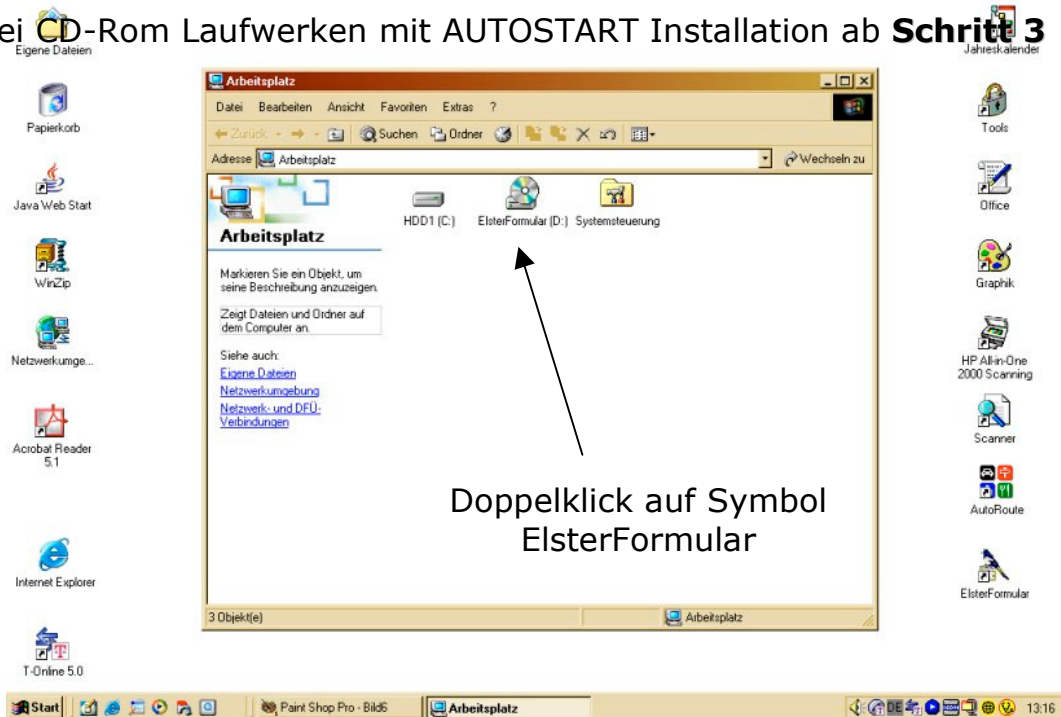 ei CD-Rom Laufwerken mit AUTOSTART Installation ab Schritt 3
Eigene Dateien
Jahreskalender
Papierkorb
Java Web Start
WinZip
Netzwerkumge...
Acrobat Reader
5.1
Internet Explorer
T-Online 5.0
Arbeitsplatz
Datei Bearbeiten Ansicht Favoriten Extras ?
Zurück Suchen Ordner
Adresse Arbeitsplatz Wechseln zu
Arbeitsplatz
Markieren Sie ein Objekt, um
seine Beschreibung anzuzeigen.
Zeigt Dateien und Ordner auf
dem Computer an.
Siehe auch:
Eigene Dateien
Netzwerkumgebung
Netzwerk- und DFÜ-
Verbindungen
HDD1 (C:) ElsterFormular (D:) Systemsteuerung
Doppelklick auf Symbol
ElsterFormular
3 Objekt(e) Arbeitsplatz
Tools
Office
Graphik
HP All-in-One
2000 Scanning
Scanner
AutoRoute
ElsterFormular
Start Paint Shop Pro - Bild6 Arbeitsplatz DE 13:16